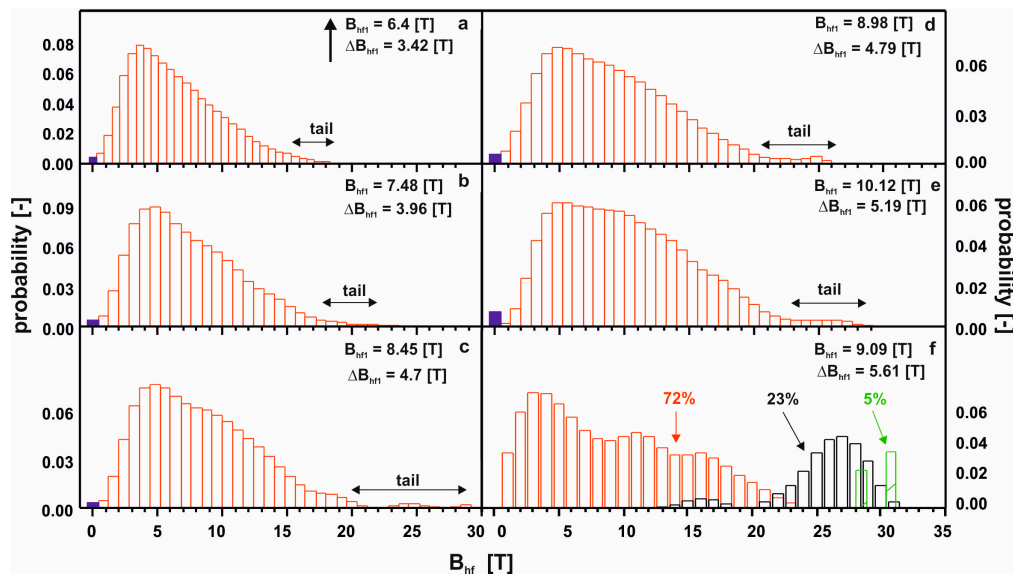 B_hf1 = 6.4 [T] a
ΔB_hf1 = 3.42 [T]
tail
0.08
0.06
0.04
0.02
0.00
B_hf1 = 8.98 [T] d
ΔB_hf1 = 4.79 [T]
tail
0.06
0.04
0.02
0.00
B_hf1 = 7.48 [T] b
ΔB_hf1 = 3.96 [T]
tail
0.09
0.06
0.03
0.00
B_hf1 = 10.12 [T] e
ΔB_hf1 = 5.19 [T]
tail
0.06
0.04
0.02
0.00
B_hf1 = 8.45 [T] c
ΔB_hf1 = 4.7 [T]
tail
0.06
0.03
0.00
B_hf1 = 9.09 [T] f
ΔB_hf1 = 5.61 [T]
72% 23% 5%
0.06
0.04
0.02
0.00
0 5 10 15 20 25 30
0 5 10 15 20 25 30 35
probability [-]
probability [-]
B_hf [T]